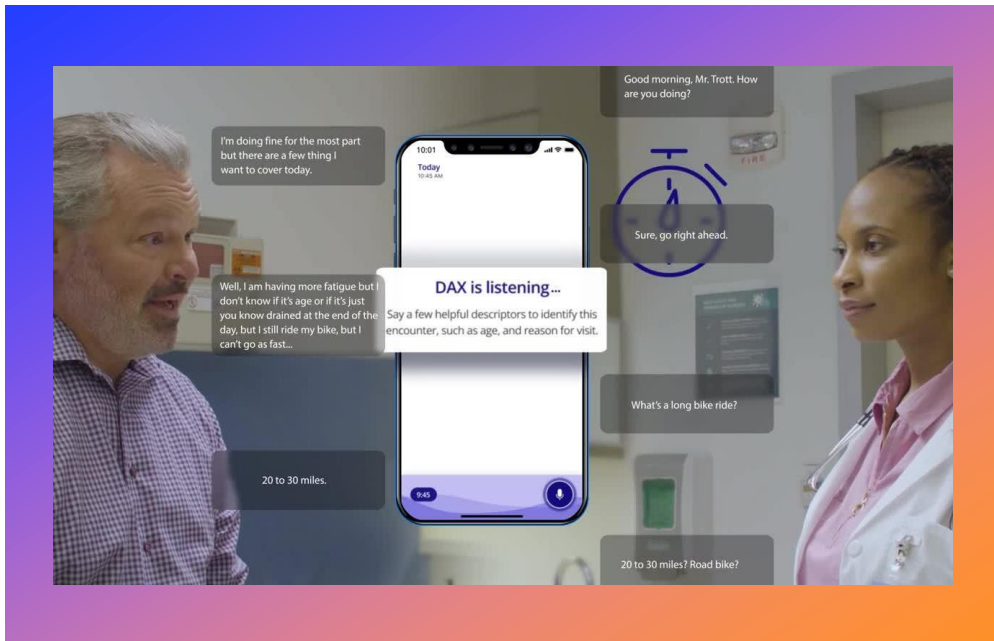 Good morning, Mr. Trott. How
are you doing?
I'm doing fine for the most part
but there are a few thing I
want to cover today.
10:01
Today
10:45 AM
FIRE
Sure, go right ahead.
Well, I am having more fatigue but I
don't know if it's age or if it's just
you know drained at the end of the
day, but I still ride my bike, but I
can't go as fast...
DAX is listening...
Say a few helpful descriptors to identify this
encounter, such as age, and reason for visit.
What's a long bike ride?
20 to 30 miles.
9:45
20 to 30 miles? Road bike?